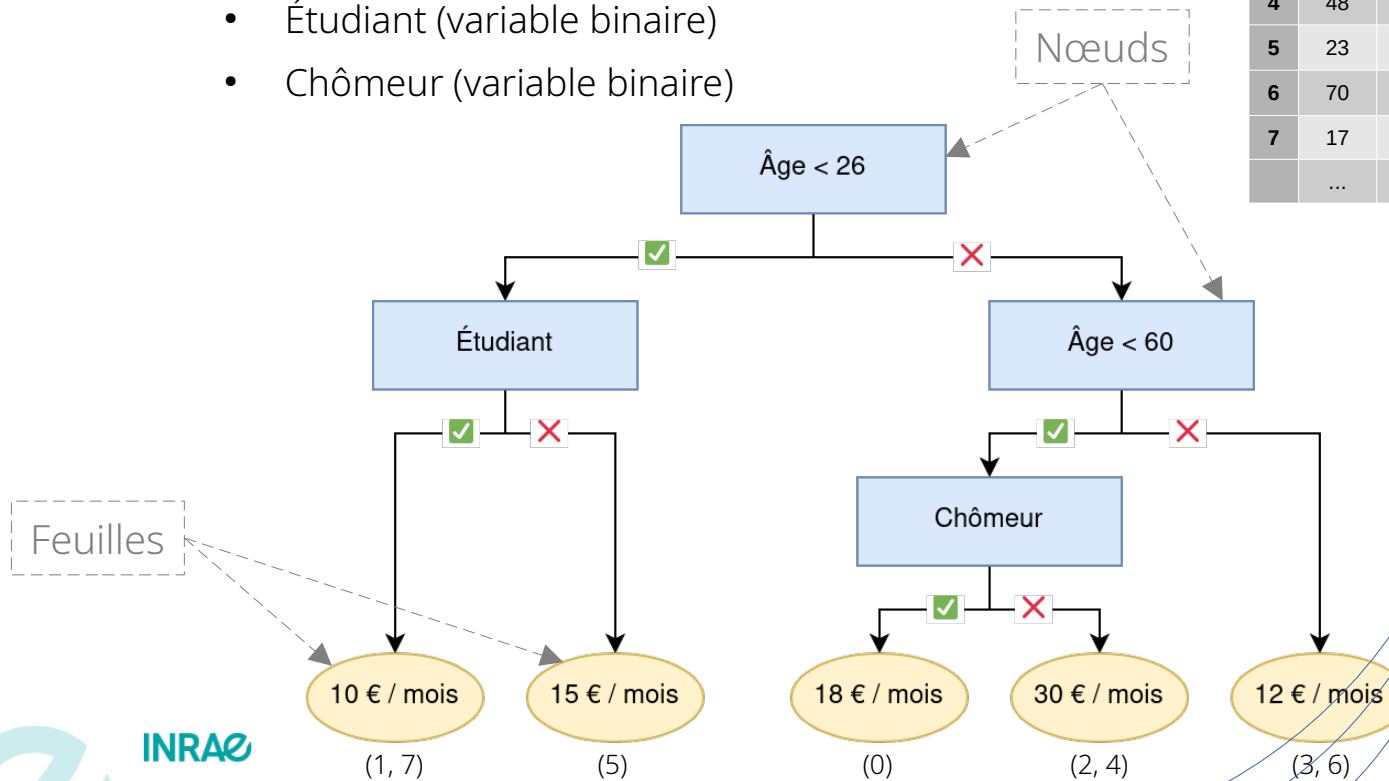 • Étudiant (variable binaire)
• Chômeur (variable binaire)
Nœuds
4 48
5 23
6 70
7 17
...
Âge < 26
Étudiant
Âge < 60
Chômeur
Feuilles
10 € / mois
15 € / mois
18 € / mois
30 € / mois
12 € / mois
INRAE
(1, 7)
(5)
(0)
(2, 4)
(3, 6)